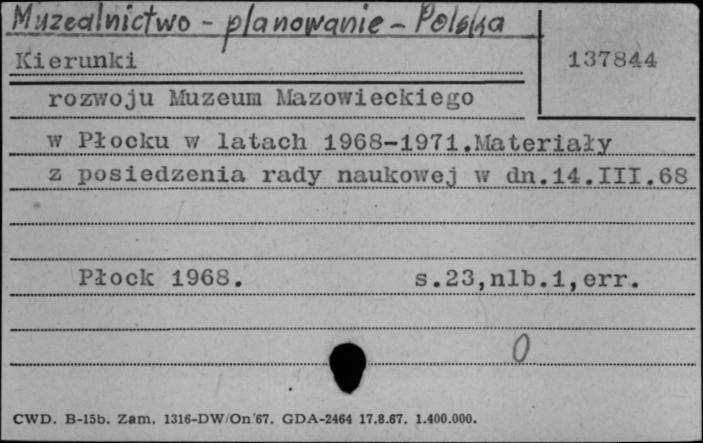 Muzealnictwo - planowanie - Polska
Kierunki
137844
rozwoju Muzeum Mazowieckiego
w Płocku w latach 1968-1971.Materiały
z posiedzenia rady naukowej w dn.14.III.68
Płock 1968. s.23,nlb.1,err.
0
CWD. B-15b. Zam. 1316-DW/On/67. GDA-2464 17.8.67. 1.400.000.